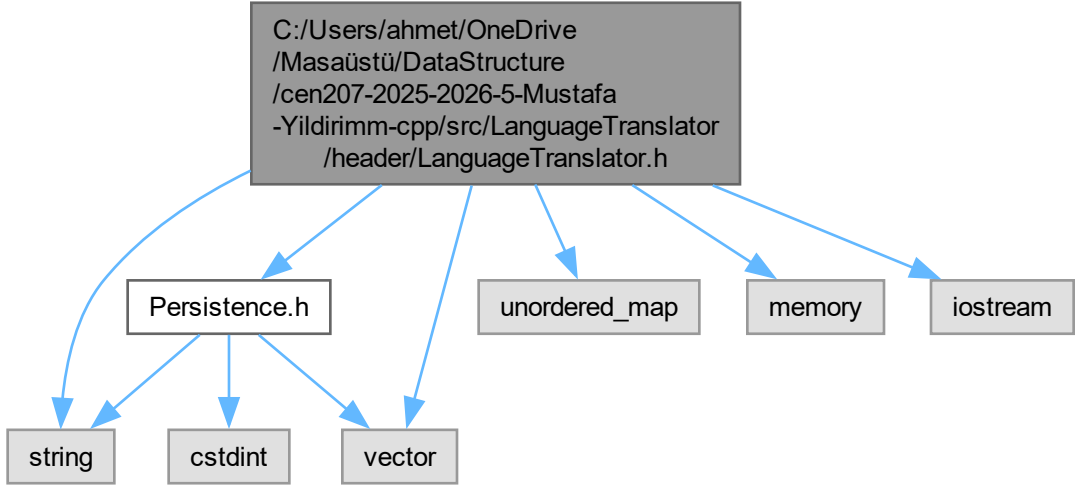 C:/Users/ahmet/OneDrive
/Masaüstü/DataStructure
/cen207-2025-2026-5-Mustafa
-Yildirimm-cpp/src/LanguageTranslator
/header/LanguageTranslator.h
Persistence.h
unordered_map
memory
iostream
string
cstdint
vector